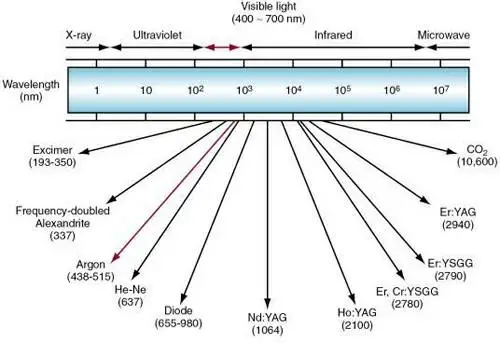 Visible light
(400 ~ 700 nm)
X-ray Ultraviolet Infrared Microwave
Wavelength
(nm)
1 10 10² 10³ 10⁴ 10⁵ 10⁶ 10⁷
Excimer
(193-350)
Frequency-doubled
Alexandrite
(337)
Argon
(438-515)
He-Ne
(637)
Diode
(655-980)
Nd:YAG
(1064)
Ho:YAG
(2100)
Er, Cr:YSGG
(2780)
Er:YSGG
(2790)
Er:YAG
(2940)
CO₂
(10,600)